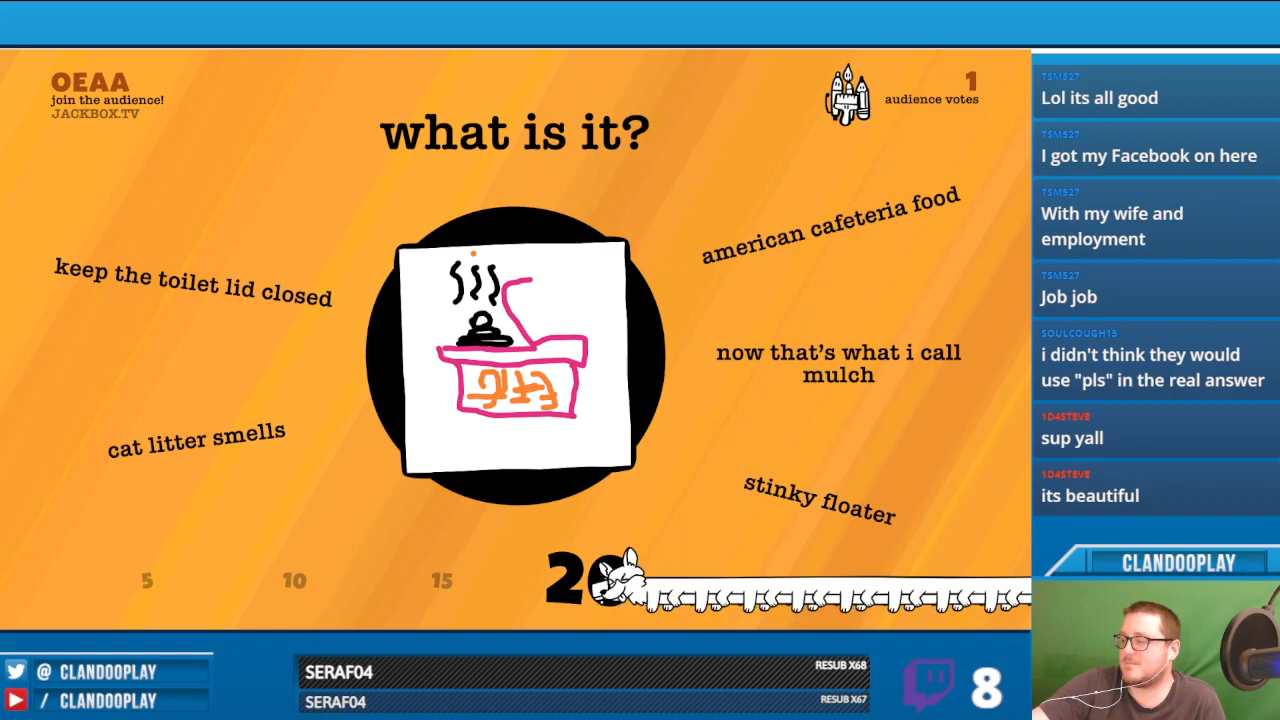 OEAA
join the audience!
JACKBOX.TV
what is it?
1
audience votes
keep the toilet lid closed
american cafeteria food
now that's what i call
mulch
cat litter smells
stinky floater
5
10
15
20
TSM527
Lol its all good
TSM527
I got my Facebook on here
TSM527
With my wife and
employment
TSM527
Job job
SOULCOUGH15
i didn't think they would
use "pls" in the real answer
1D4STEVE
sup yall
1D4STEVE
its beautiful
CLANDOOPLAY
@ CLANDOOPLAY
/ CLANDOOPLAY
SERAF04
RESUB X68
SERAF04
RESUB X67
8